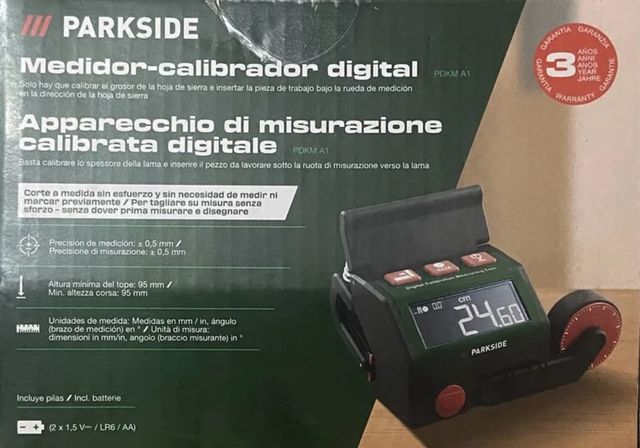 /// PARKSIDE
Medidor-calibrador digital PDKM A1
Solo hay que calibrar el grosor de la hoja de sierra e insertar la pieza de trabajo bajo la rueda de medición
en la dirección de la hoja de sierra
Apparecchio di misurazione
calibrata digitale PDKM A1
Basta calibrare lo spessore della lama e inserire il pezzo da lavorare sotto la ruota di misurazione verso la lama
Corte a medida sin esfuerzo y sin necesidad de medir ni
marcar previamente / Per tagliare su misura senza
sforzo - senza dover prima misurare e disegnare
Precisión de medición: ± 0,5 mm /
Precisione di misurazione: ± 0,5 mm
Altura mínima del tope: 95 mm /
Min. altezza corsa: 95 mm
Unidades de medida: Medidas en mm / in, ángulo
(brazo de medición) en ° / Unità di misura:
dimensioni in mm/in, angolo (braccio misurante) in °
Incluye pilas / Incl. batterie
(2 x 1,5 V⎓ / LR6 / AA)
GARANTÍA GARANZIA
GARANTIA GARANTIE
WARRANTY
3 AÑOS
ANNI
ANOS
YEAR
JAHRE
Digital Calibration Measuring Tool
0.0°
cm
24.60
PARKSIDE